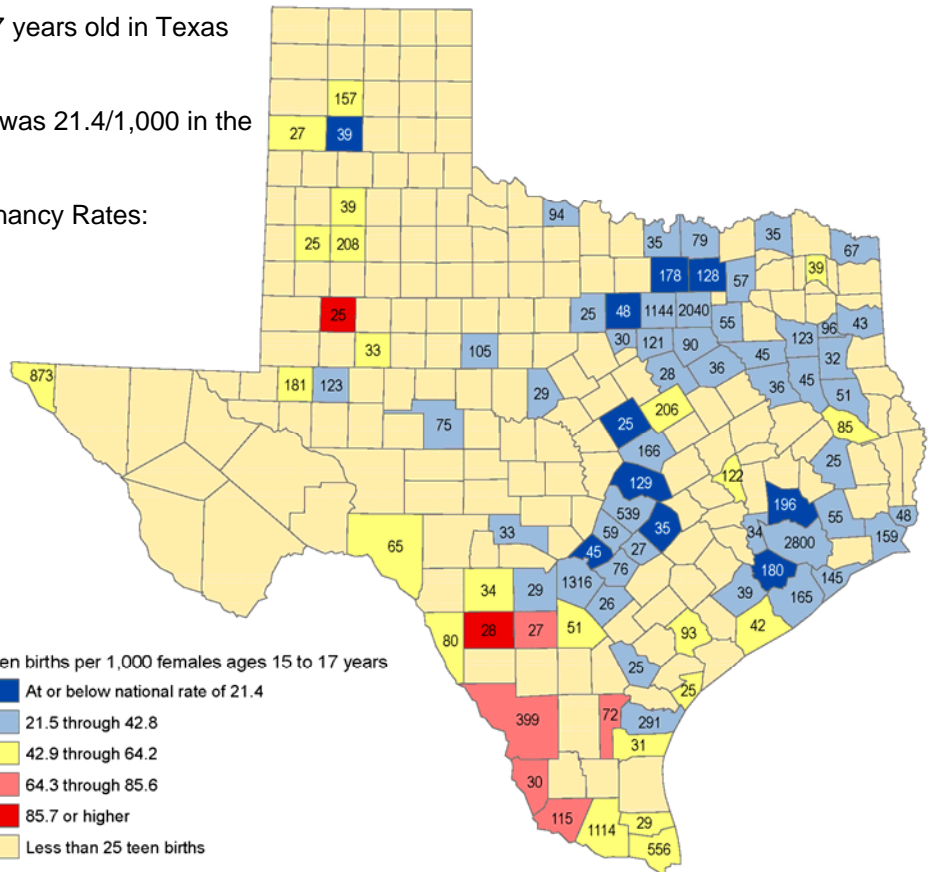 7 years old in Texas
was 21.4/1,000 in the
nancy Rates:
157
27 39
39
25 208
94
35 79 35 67
178 128 57 39
25
25 48 1144 2040 55
123 96 43
33 105
30 121 90 45 32
873
181 123
29
28 36 36 45 51
75
25 206 85
166
122 25
129
196
539 35
33 59 34 2800 55 48
65
45 27 159
34 29 1316 76 180 145
26 39 165
80 28 27 51 93 42
25
25
399 72 291
31
30
115 1114 29
556
en births per 1,000 females ages 15 to 17 years
At or below national rate of 21.4
21.5 through 42.8
42.9 through 64.2
64.3 through 85.6
85.7 or higher
Less than 25 teen births